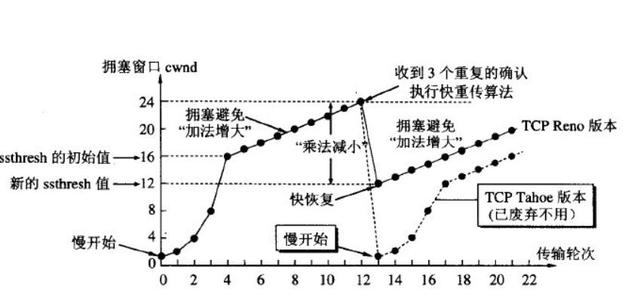 拥塞窗口 cwnd
收到 3 个重复的确认
执行快重传算法
24
拥塞避免
“加法增大”
拥塞避免
“加法增大”
TCP Reno 版本
20
“乘法减小”
ssthresh 的初始值
16
新的 ssthresh 值
12
快恢复
TCP Tahoe 版本
（已废弃不用）
8
慢开始
4
慢开始
传输轮次
0
0 2 4 6 8 10 12 14 16 18 20 22